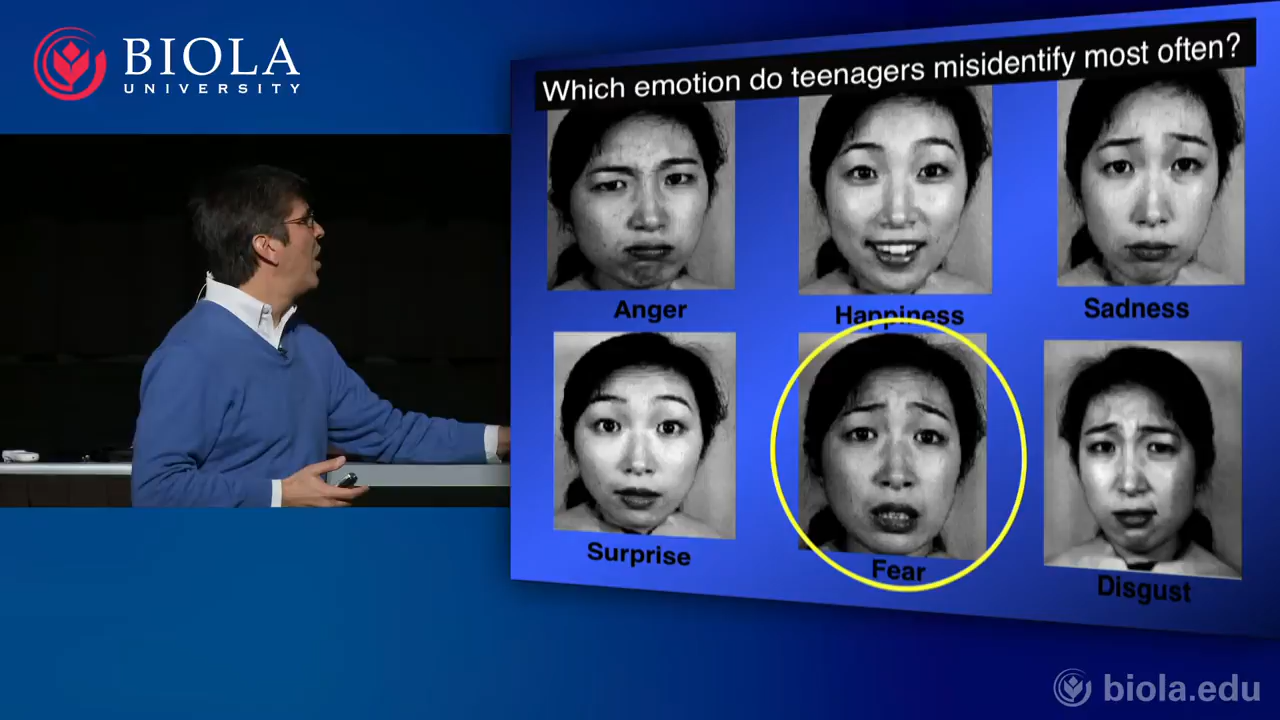 BIOLA
UNIVERSITY
Which emotion do teenagers misidentify most often?
Anger
Happiness
Sadness
Surprise
Fear
Disgust
biola.edu